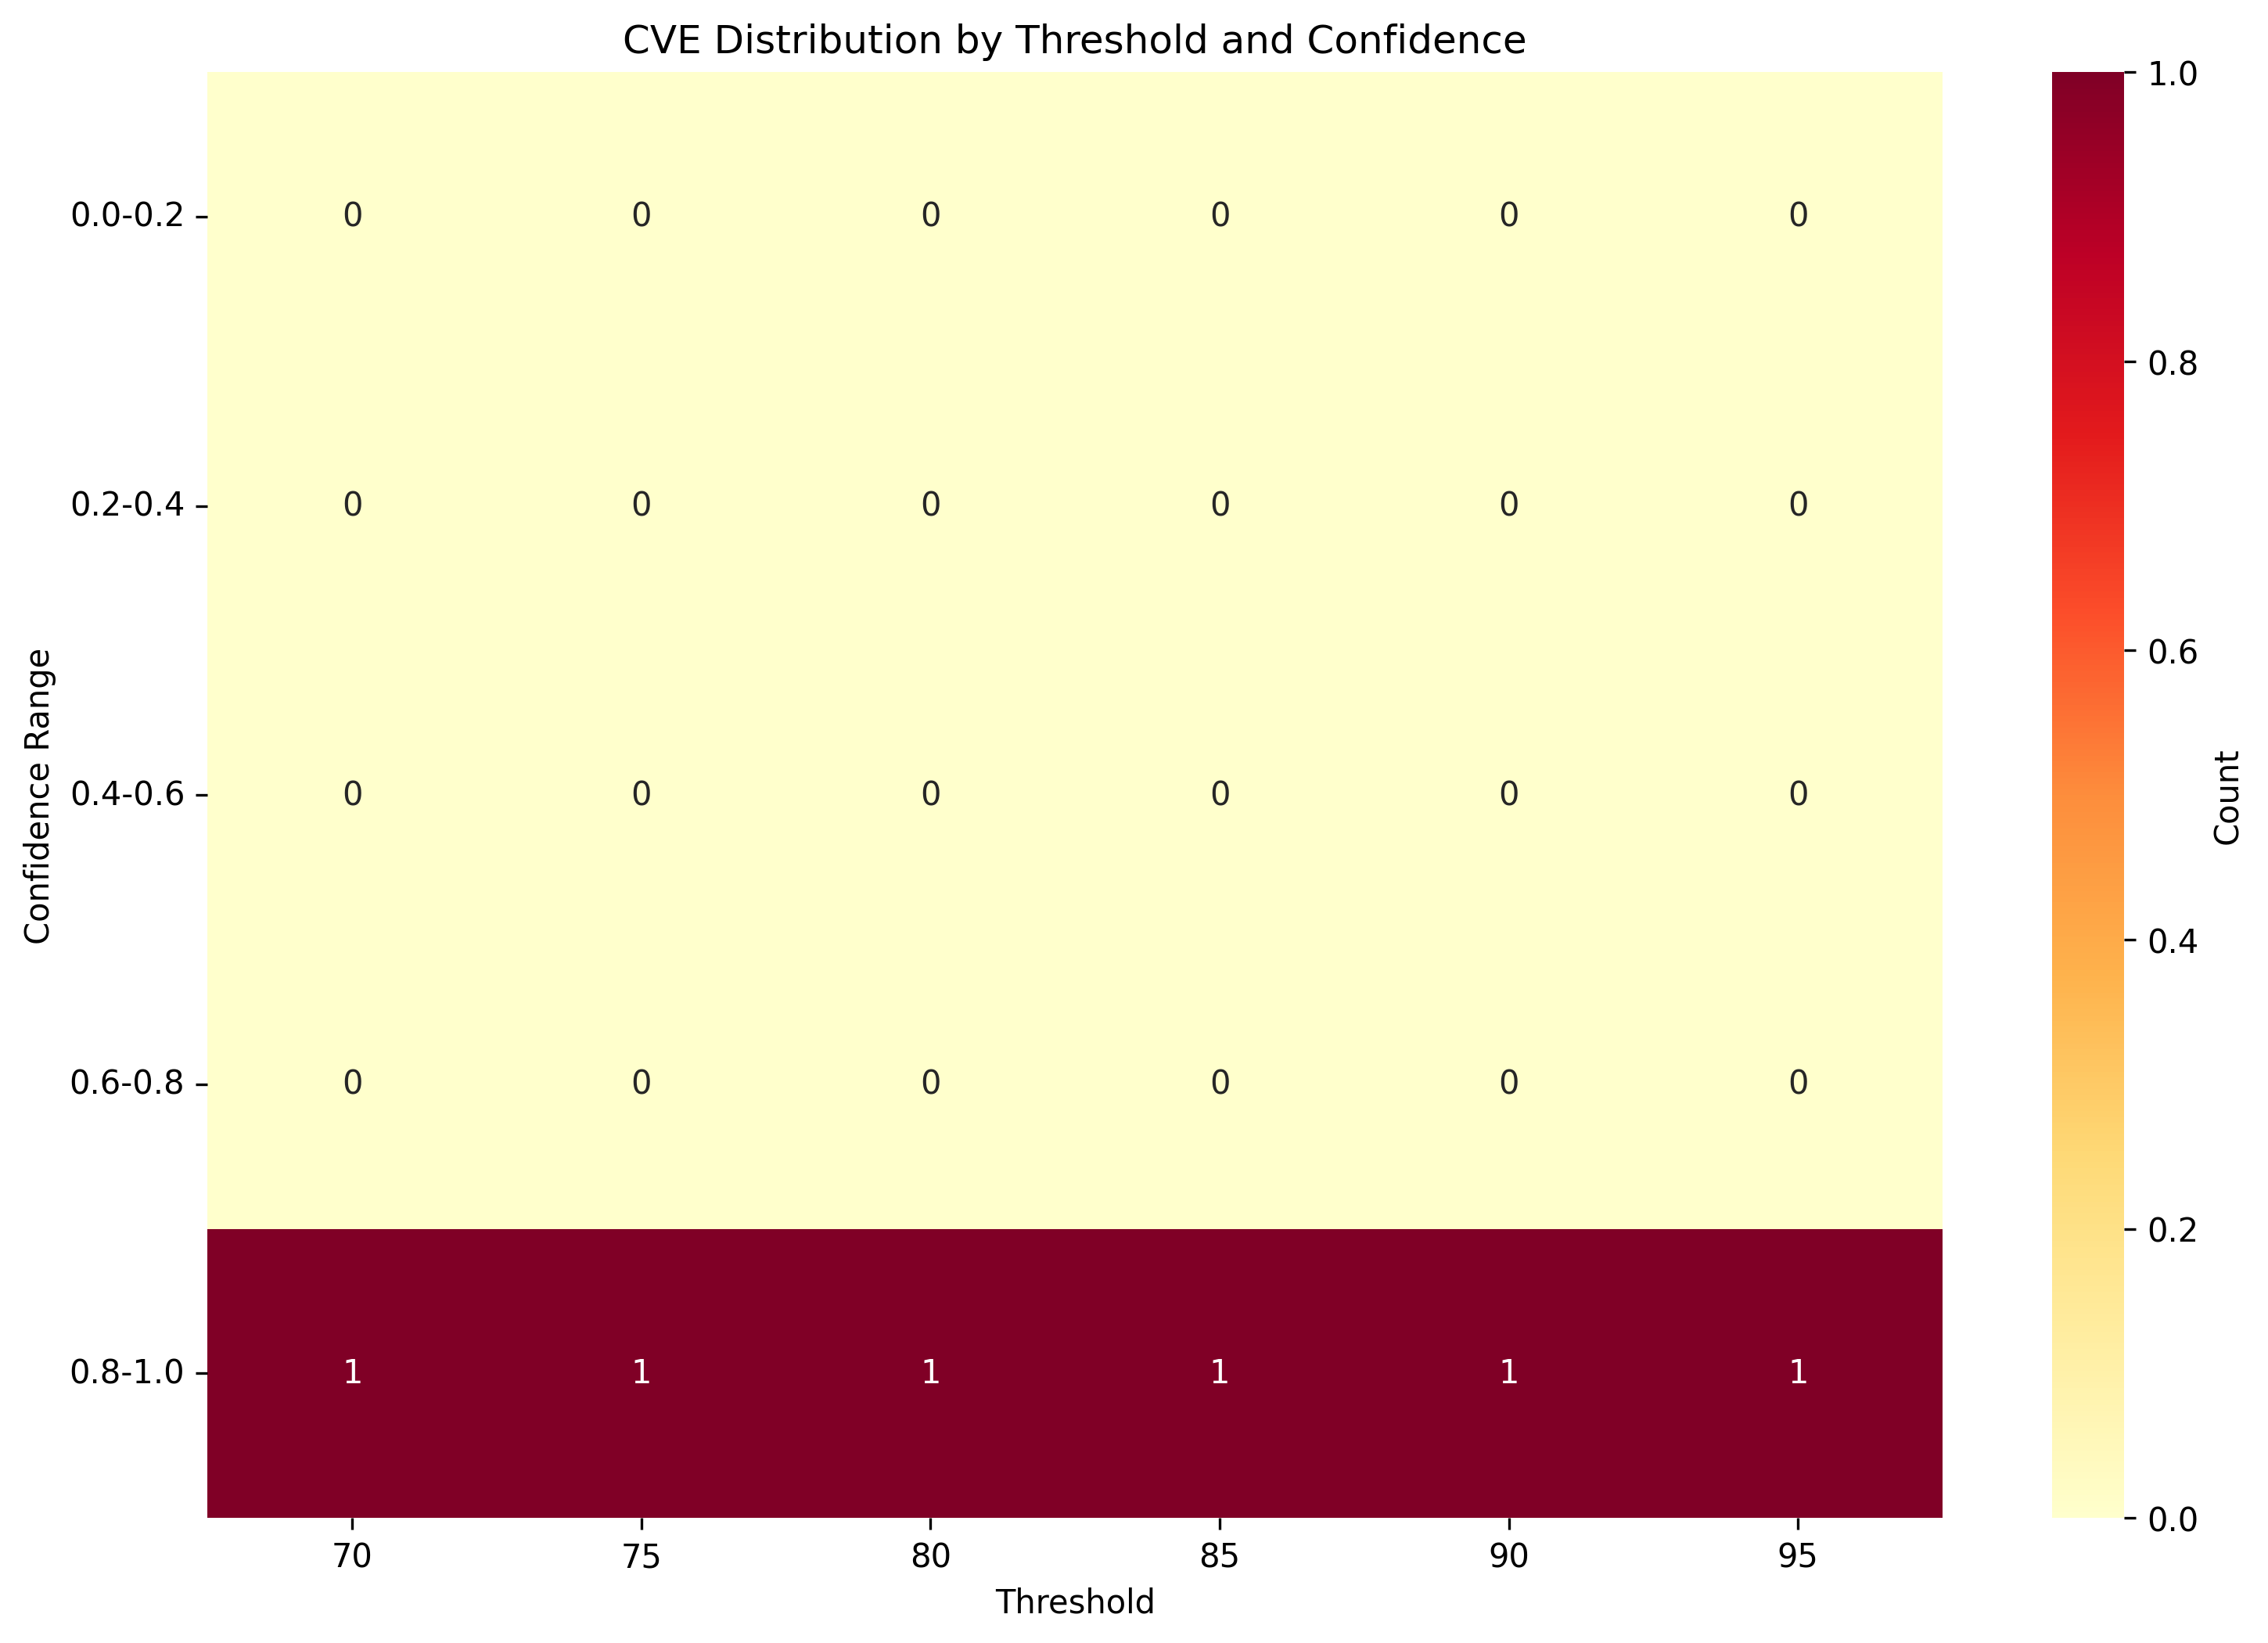 CVE Distribution by Threshold and Confidence
Confidence Range
0.0-0.2 0 0 0 0 0 0
0.2-0.4 0 0 0 0 0 0
0.4-0.6 0 0 0 0 0 0
0.6-0.8 0 0 0 0 0 0
0.8-1.0 1 1 1 1 1 1
70 75 80 85 90 95
Threshold
1.0
0.8
0.6
0.4
0.2
0.0
Count